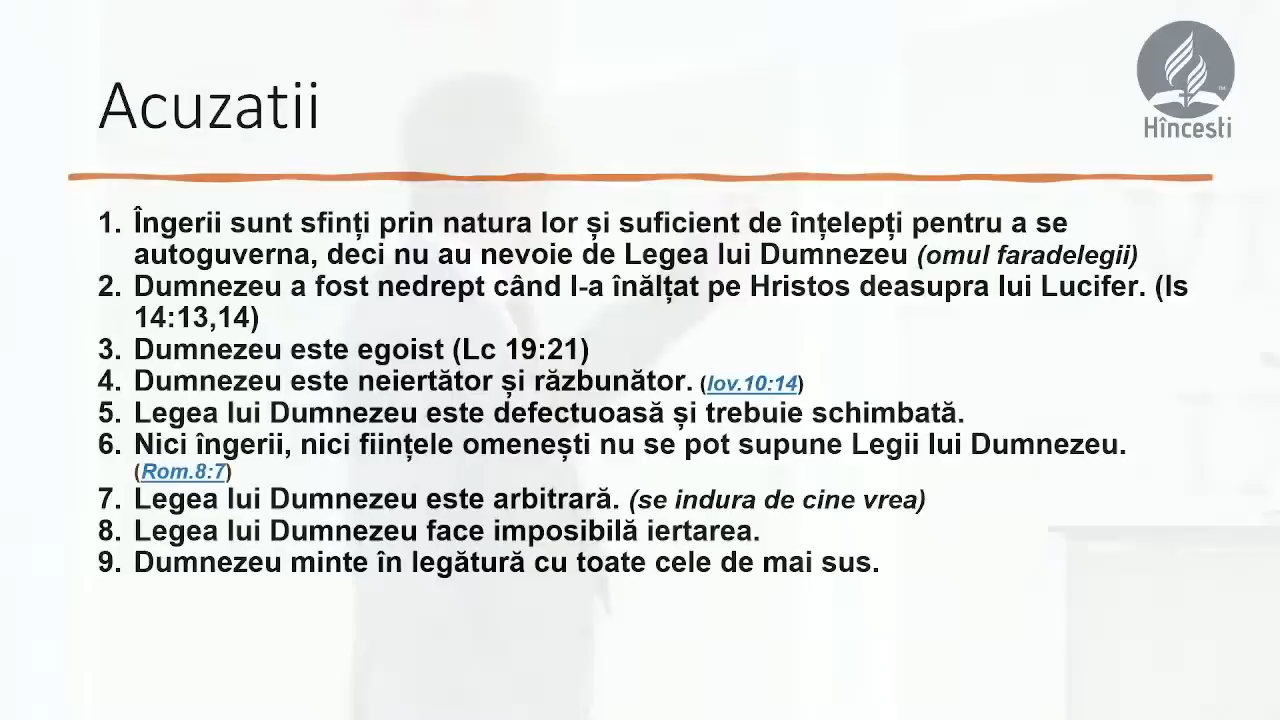 Acuzatii
Hîncesti
1. Îngerii sunt sfinți prin natura lor și suficient de înțelepți pentru a se
autoguverna, deci nu au nevoie de Legea lui Dumnezeu (omul faradelegii)
2. Dumnezeu a fost nedrept când l-a înălțat pe Hristos deasupra lui Lucifer. (Is
14:13,14)
3. Dumnezeu este egoist (Lc 19:21)
4. Dumnezeu este neiertător și răzbunător. (Iov.10:14)
5. Legea lui Dumnezeu este defectuoasă și trebuie schimbată.
6. Nici îngerii, nici ființele omenești nu se pot supune Legii lui Dumnezeu.
(Rom.8:7)
7. Legea lui Dumnezeu este arbitrară. (se indura de cine vrea)
8. Legea lui Dumnezeu face imposibilă iertarea.
9. Dumnezeu minte în legătură cu toate cele de mai sus.